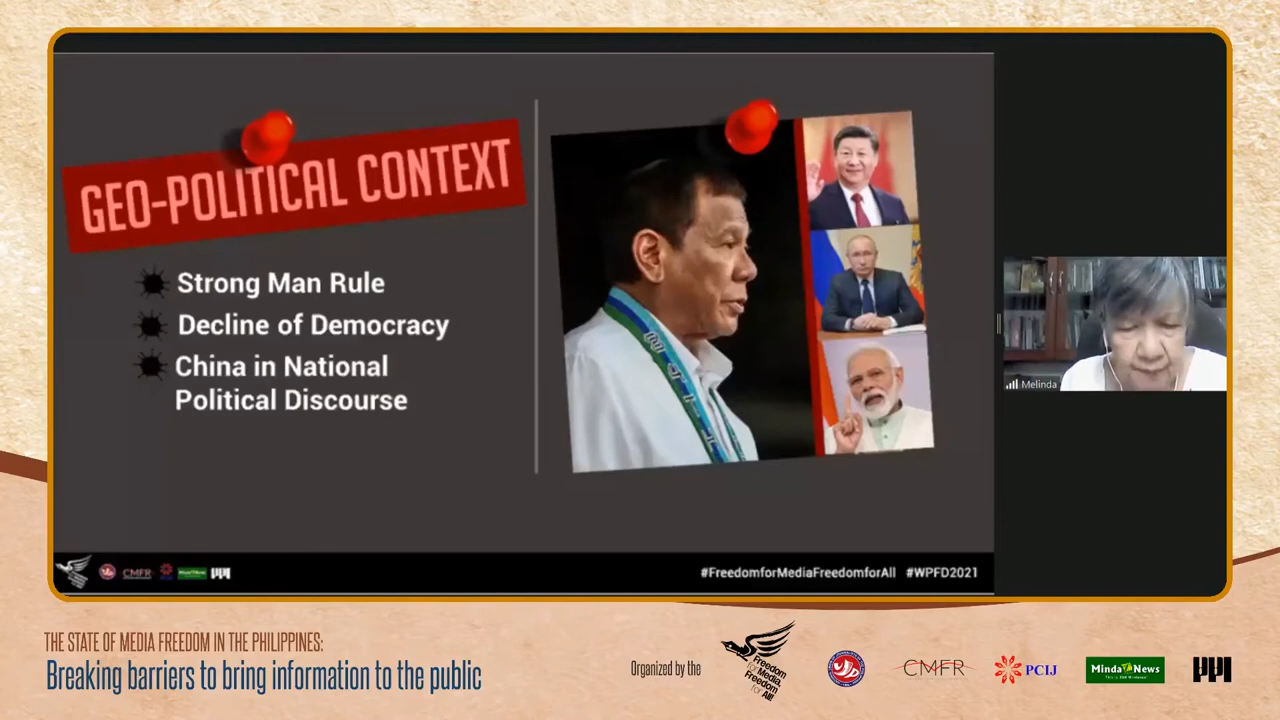 GEO-POLITICAL CONTEXT
Strong Man Rule
Decline of Democracy
China in National
Political Discourse
Melinda
CMFR
PPI
#FreedomforMediaFreedomforAll #WPFD2021
THE STATE OF MEDIA FREEDOM IN THE PHILIPPINES:
Breaking barriers to bring information to the public
Organized by the
Freedom
for Media,
Freedom
for All!
CMFR
PCIJ
MindaNews
PPI